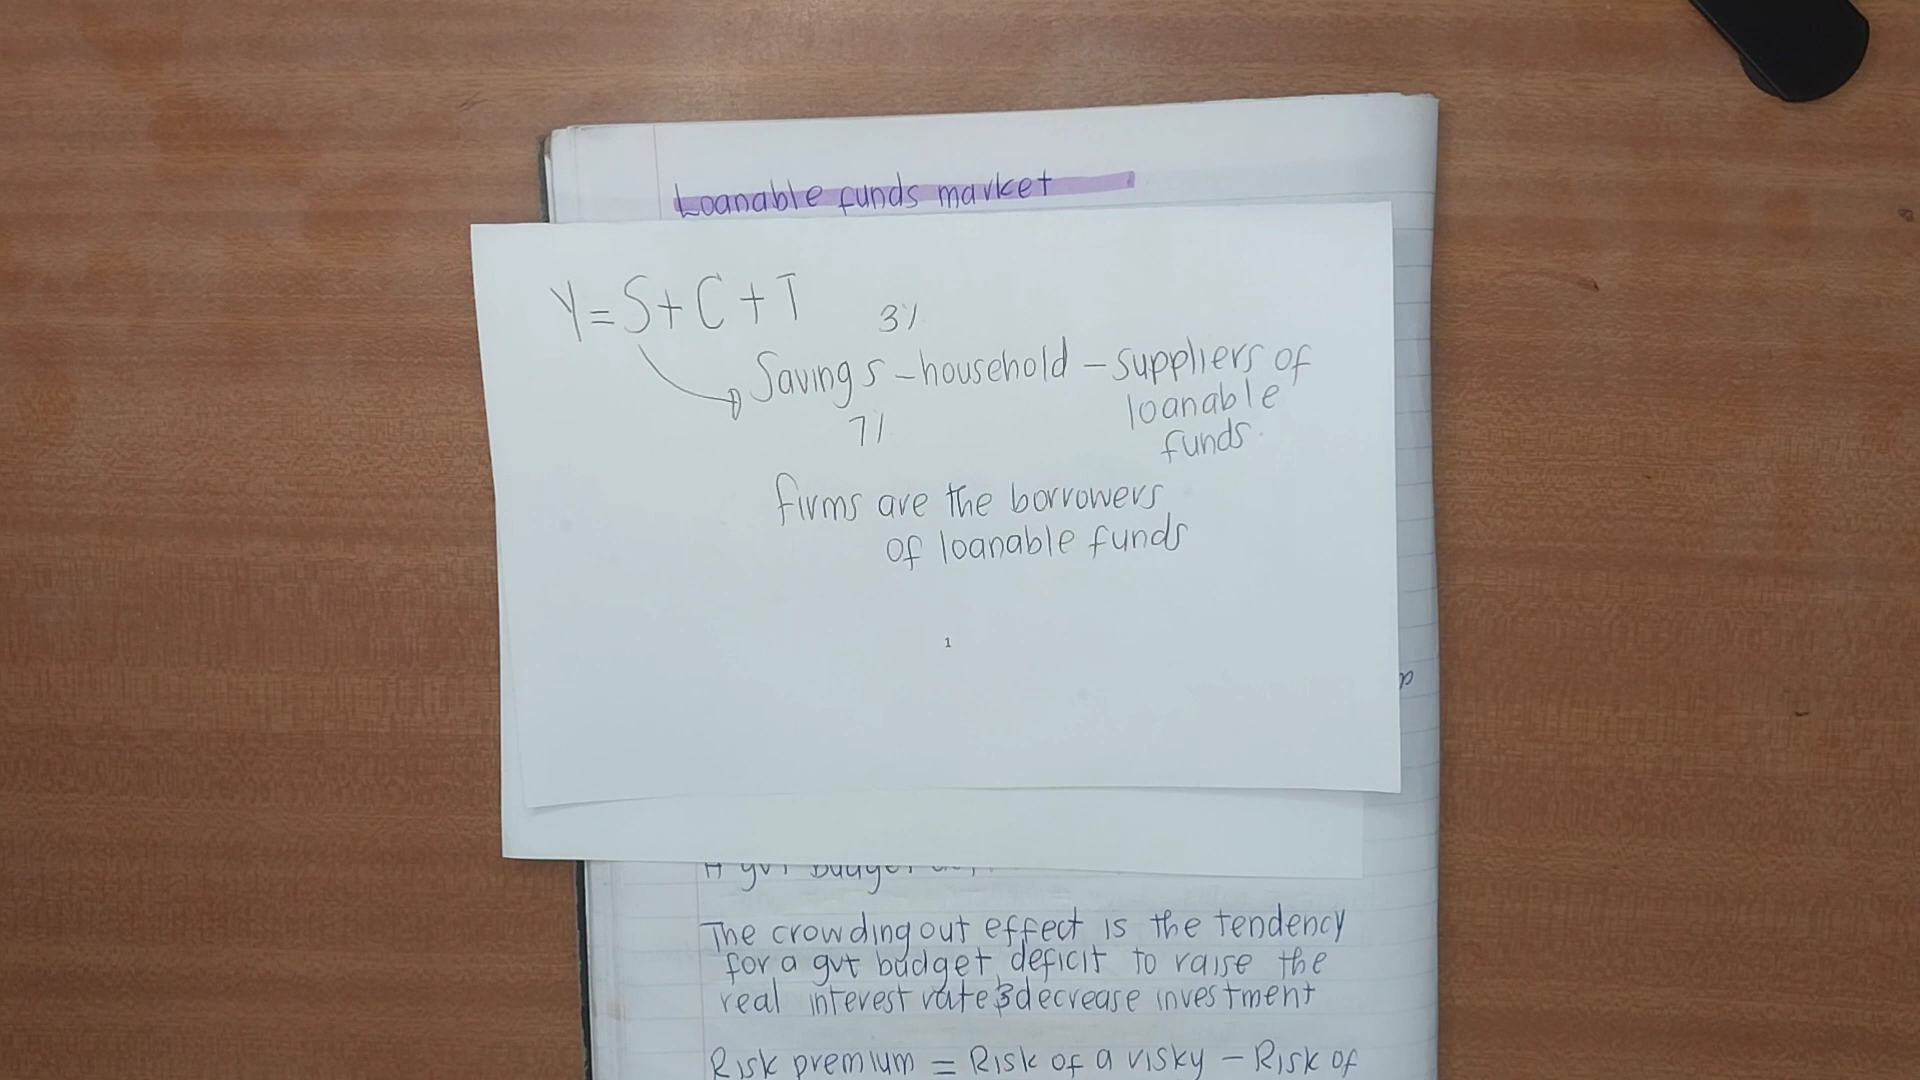 Loanable funds market
Y = S + C + T
3%
Savings - household - suppliers of
loanable
funds.
7%
firms are the borrowers
of loanable funds
1
A gvt budget
The crowding out effect is the tendency
for a gvt budget deficit to raise the
real interest rate & decrease investment
Risk premium = Risk of a risky - Risk of